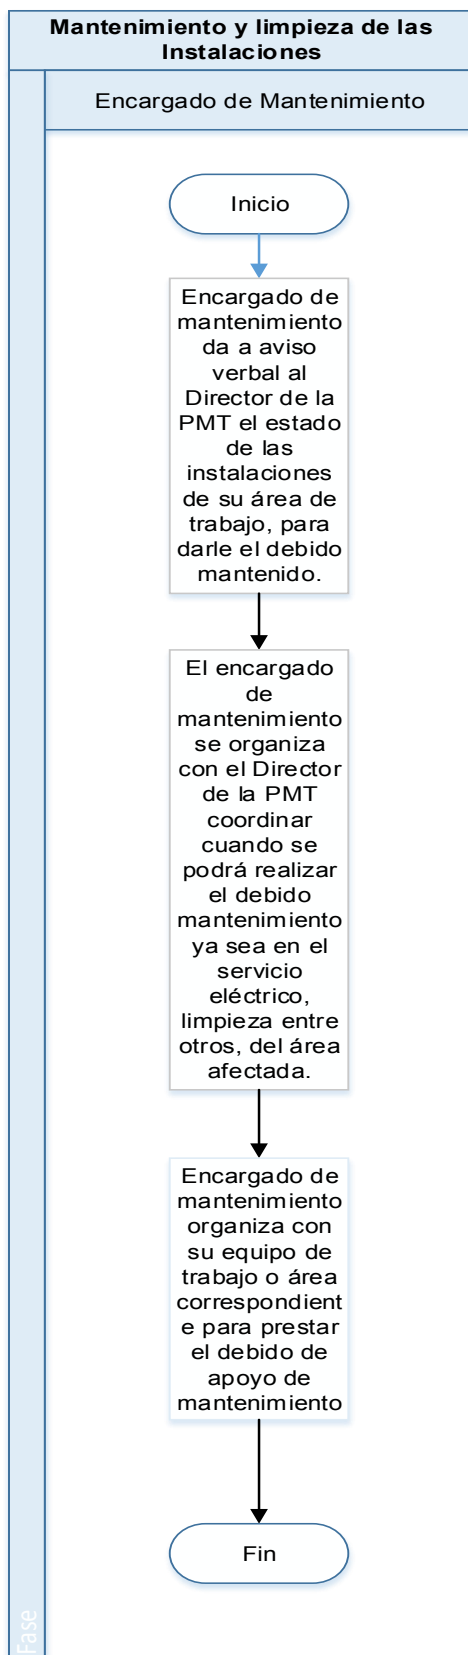 Mantenimiento y limpieza de las
Instalaciones
Encargado de Mantenimiento
Inicio
Encargado de
mantenimiento
da a aviso
verbal al
Director de la
PMT el estado
de las
instalaciones
de su área de
trabajo, para
darle el debido
mantenido.
El encargado
de
mantenimiento
se organiza
con el Director
de la PMT
coordinar
cuando se
podrá realizar
el debido
mantenimiento
ya sea en el
servicio
eléctrico,
limpieza entre
otros, del área
afectada.
Encargado de
mantenimiento
organiza con
su equipo de
trabajo o área
correspondient
e para prestar
el debido de
apoyo de
mantenimiento
Fin
Fase